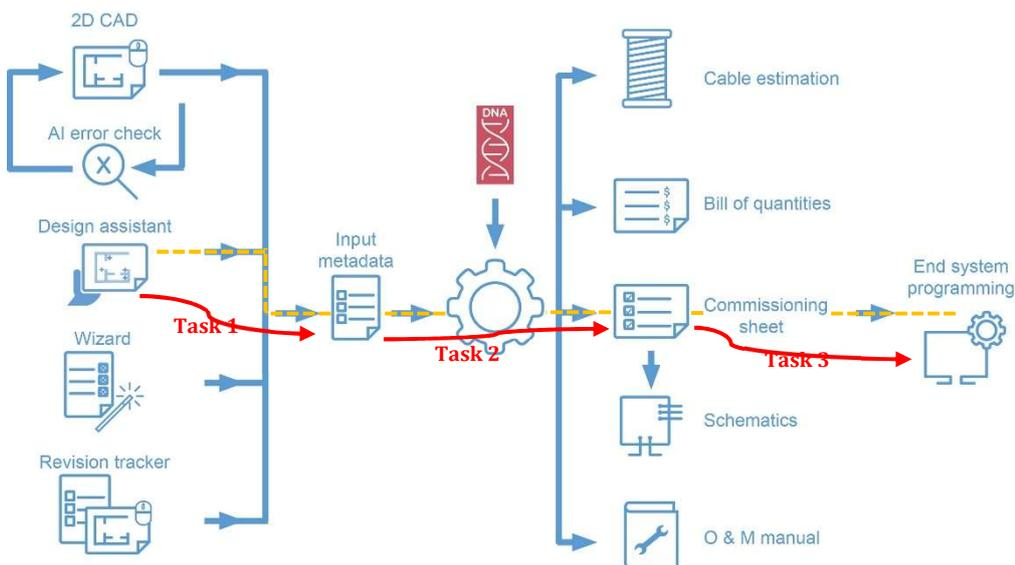 2D CAD
AI error check
Design assistant
Wizard
Revision tracker
Input
metadata
DNA
Cable estimation
$
$
$
Bill of quantities
Commissioning
sheet
Schematics
O & M manual
End system
programming
Task 1
Task 2
Task 3